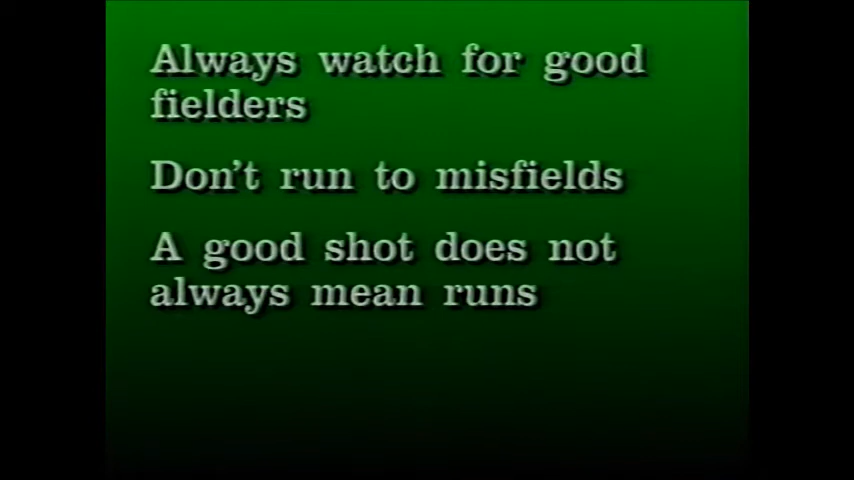 Always watch for good
fielders
Don't run to misfields
A good shot does not
always mean runs